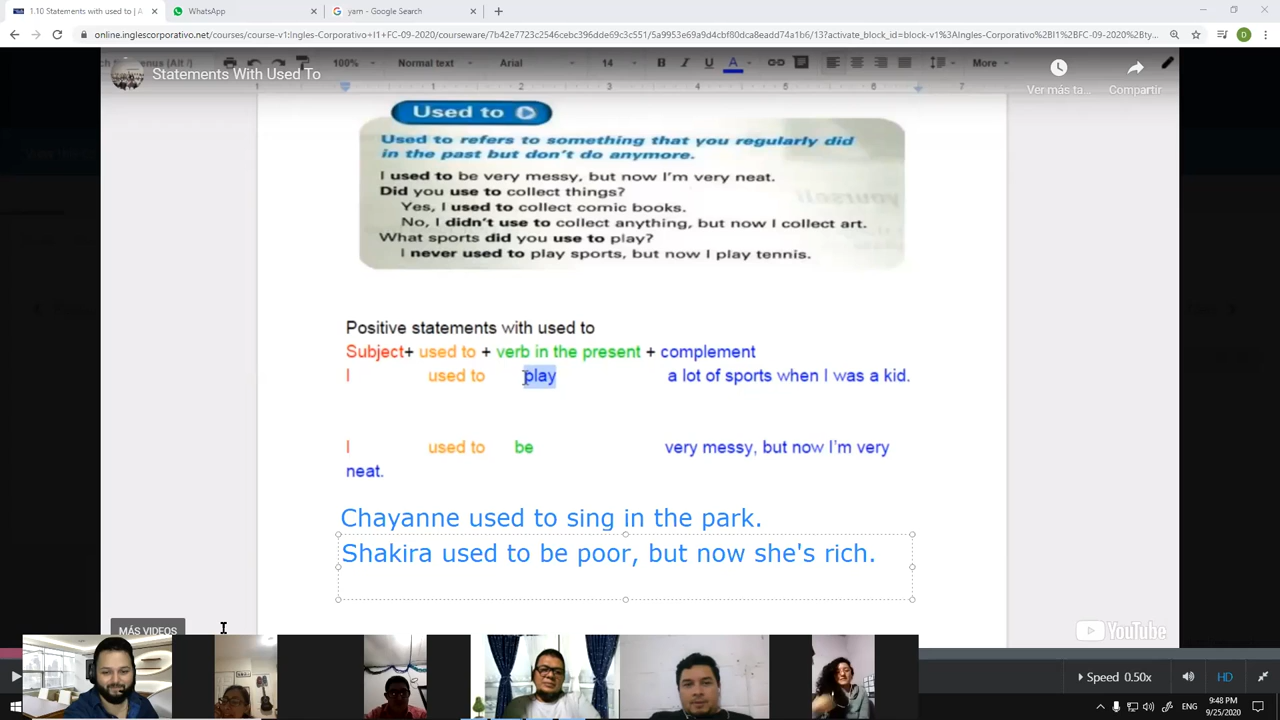 1.10 Statements with used to | A
WhatsApp
yarn - Google Search
online.inglescorporativo.net/courses/course-v1:Ingles-Corporativo+I1+FC-09-2020/courseware/7b42e7723c2546cebc396dde69c3c551/5a9953e69a9d4cbf80dca8eadd74a1b6/13?activate_block_id=block-v1%3AIngles-Corporativo%2BI1%2BFC-09-2020%2Bty...
Statements With Used To
100%
Normal text
Arial
14
More
Ver más ta...
Compartir
1 1 2 3 4 5 6 7
Used to
Used to refers to something that you regularly did
in the past but don't do anymore.
I used to be very messy, but now I'm very neat.
Did you use to collect things?
Yes, I used to collect comic books.
No, I didn't use to collect anything, but now I collect art.
What sports did you use to play?
I never used to play sports, but now I play tennis.
Positive statements with used to
Subject+ used to + verb in the present + complement
I used to play a lot of sports when I was a kid.
I used to be very messy, but now I'm very
neat.
Chayanne used to sing in the park.
Shakira used to be poor, but now she's rich.
MÁS VIDEOS
YouTube
Speed 0.50x
HD
ENG
9:48 PM
9/25/2020